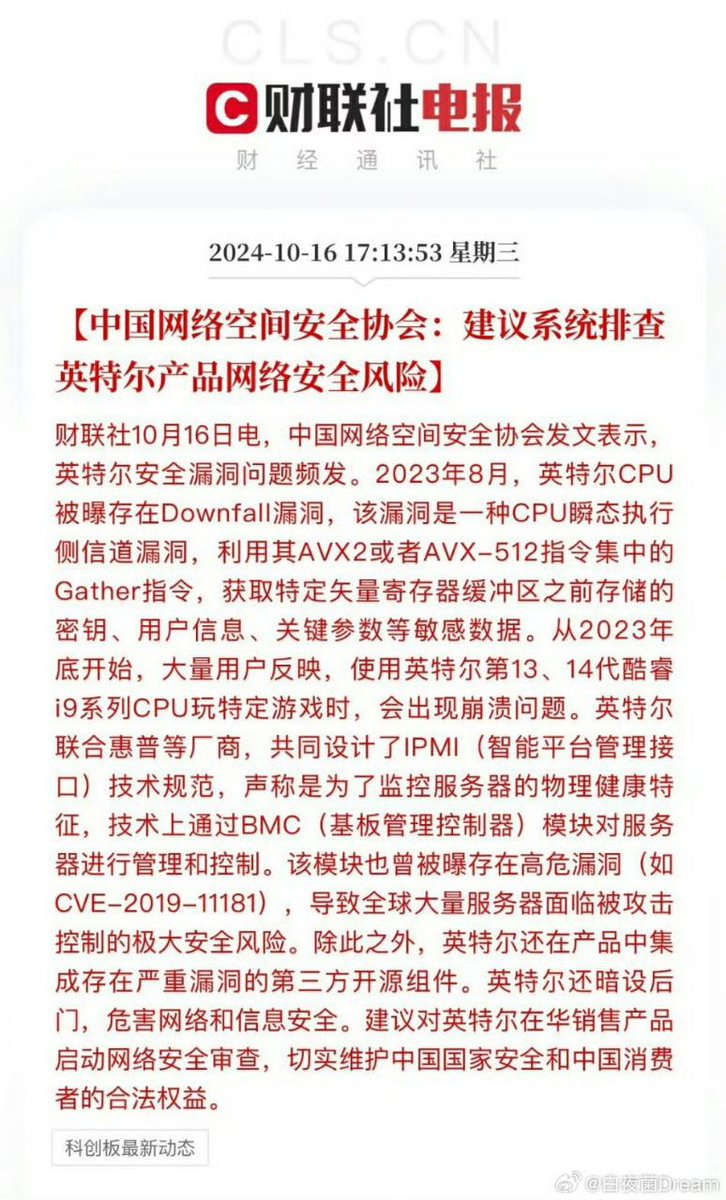 CLS.CN
C财联社电报
财经通讯社
2024-10-16 17:13:53 星期三
【中国网络空间安全协会：建议系统排查
英特尔产品网络安全风险】
财联社10月16日电，中国网络空间安全协会发文表示，
英特尔安全漏洞问题频发。2023年8月，英特尔CPU
被曝存在Downfall漏洞，该漏洞是一种CPU瞬态执行
侧信道漏洞，利用其AVX2或者AVX-512指令集中的
Gather指令，获取特定矢量寄存器缓冲区之前存储的
密钥、用户信息、关键参数等敏感数据。从2023年
底开始，大量用户反映，使用英特尔第13、14代酷睿
i9系列CPU玩特定游戏时，会出现崩溃问题。英特尔
联合惠普等厂商，共同设计了IPMI（智能平台管理接
口）技术规范，声称是为了监控服务器的物理健康特
征，技术上通过BMC（基板管理控制器）模块对服务
器进行管理和控制。该模块也曾被曝存在高危漏洞（如
CVE-2019-11181），导致全球大量服务器面临被攻击
控制的极大安全风险。除此之外，英特尔还在产品中集
成存在严重漏洞的第三方开源组件。英特尔还暗设后
门，危害网络和信息安全。建议对英特尔在华销售产品
启动网络安全审查，切实维护中国国家安全和中国消费
者的合法权益。
科创板最新动态
@白夜菌Dream